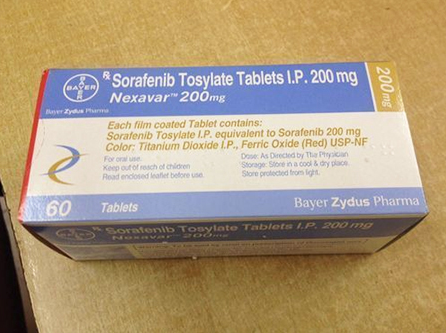 BAYER
Rx Sorafenib Tosylate Tablets I.P. 200 mg
Nexavar™ 200mg
200 mg
Bayer Zydus Pharma
Each film coated Tablet contains:
Sorafenib Tosylate I.P. equivalent to Sorafenib 200 mg
Color: Titanium Dioxide I.P., Ferric Oxide (Red) USP-NF
For oral use.
Keep out of reach of children
Read enclosed leaflet before use.
Dose: As Directed by The Physician
Storage: Store in a cool & dry place.
Store protected from light.
60 Tablets
Bayer Zydus Pharma
Rx Sorafenib Tosylate Tablets I.P. 200 mg
Nexavar™ 200mg